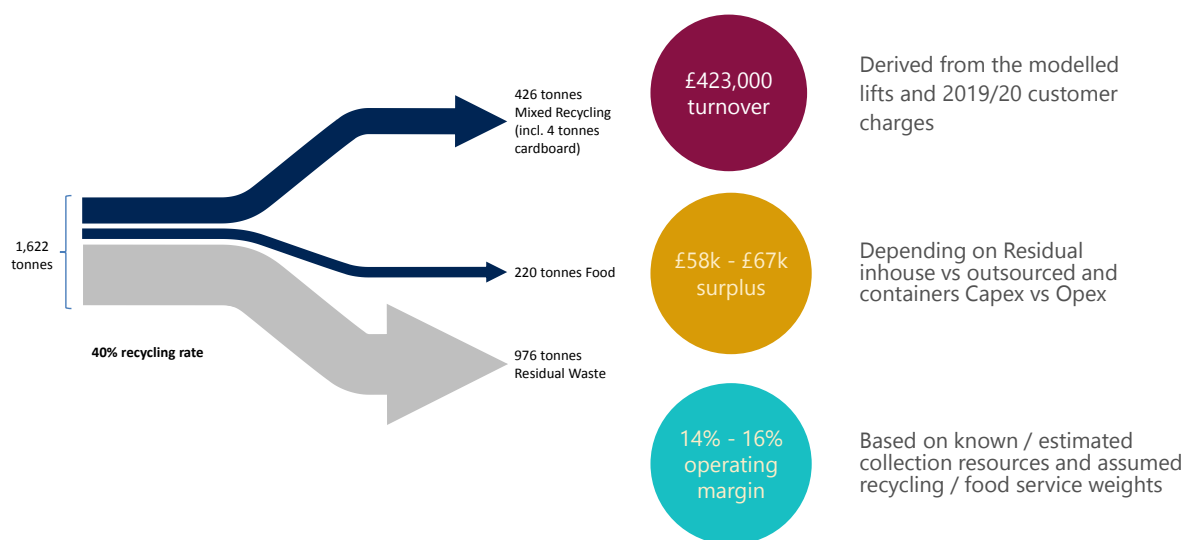 1,622
tonnes
426 tonnes
Mixed Recycling
(incl. 4 tonnes
cardboard)
220 tonnes Food
976 tonnes
Residual Waste
40% recycling rate
£423,000
turnover
Derived from the modelled
lifts and 2019/20 customer
charges
£58k - £67k
surplus
Depending on Residual
inhouse vs outsourced and
containers Capex vs Opex
14% - 16%
operating
margin
Based on known / estimated
collection resources and assumed
recycling / food service weights